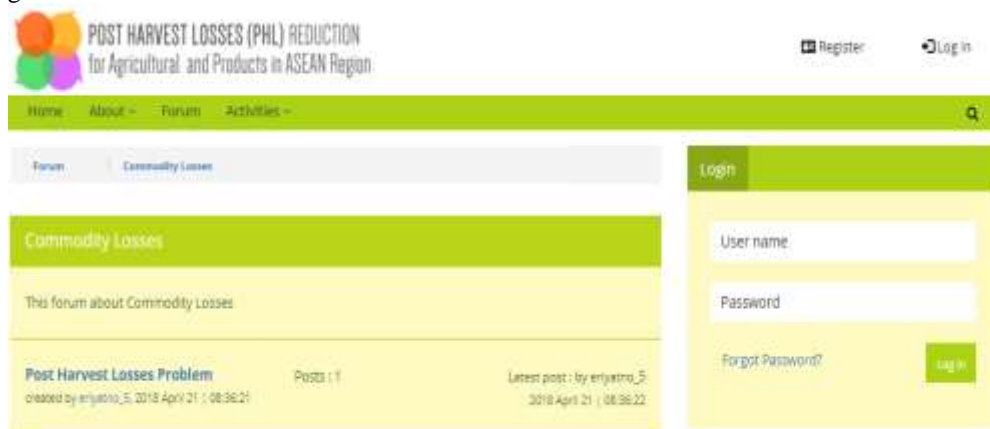 POST HARVEST LOSSES (PHL) REDUCTION
for Agricultural and Products in ASEAN Region
Register
Log In
Home About Forum Activities
Forum Commodity Losses
Commodity Losses
This forum about Commodity Losses
Post Harvest Losses Problem
Posts : 1
Latest post : by eriyatno_5
created by eriyatno_5, 2018 April 21 | 08:36:21
2018 April 21 | 08:36:22
Login
User name
Password
Forgot Password?
Log In